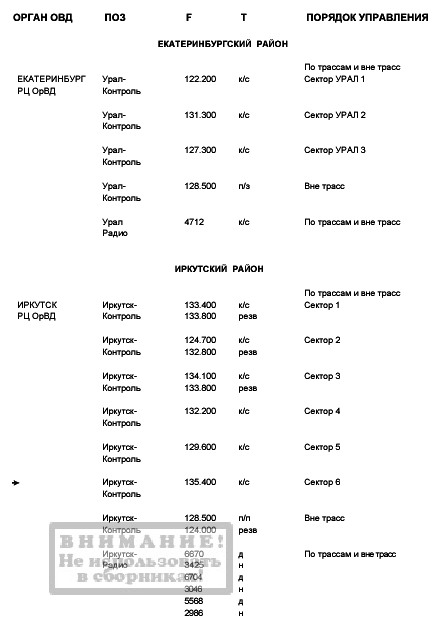 ОРГАН ОВД ПОЗ F T ПОРЯДОК УПРАВЛЕНИЯ
ЕКАТЕРИНБУРГСКИЙ РАЙОН
По трассам и вне трасс
ЕКАТЕРИНБУРГ Урал- 122.200 к/с Сектор УРАЛ 1
РЦ ОрВД Контроль
Урал- 131.300 к/с Сектор УРАЛ 2
Контроль
Урал- 127.300 к/с Сектор УРАЛ 3
Контроль
Урал- 128.500 п/з Вне трасс
Контроль
Урал 4712 к/с По трассам и вне трасс
Радио
ИРКУТСКИЙ РАЙОН
По трассам и вне трасс
ИРКУТСК Иркутск- 133.400 к/с Сектор 1
РЦ ОрВД Контроль 133.800 резв
Иркутск- 124.700 к/с Сектор 2
Контроль 132.800 резв
Иркутск- 134.100 к/с Сектор 3
Контроль 133.800 резв
Иркутск- 132.200 к/с Сектор 4
Контроль
Иркутск- 129.600 к/с Сектор 5
Контроль
Иркутск- 135.400 к/с Сектор 6
Контроль
Иркутск- 128.500 п/п Вне трасс
Контроль 124.000 резв
Иркутск- 6670 д По трассам и вне трасс
Радио 3425 н
6704 д
3046 н
5568 д
2986 н
ВНИМАНИЕ!
Не использовать
в сборниках!